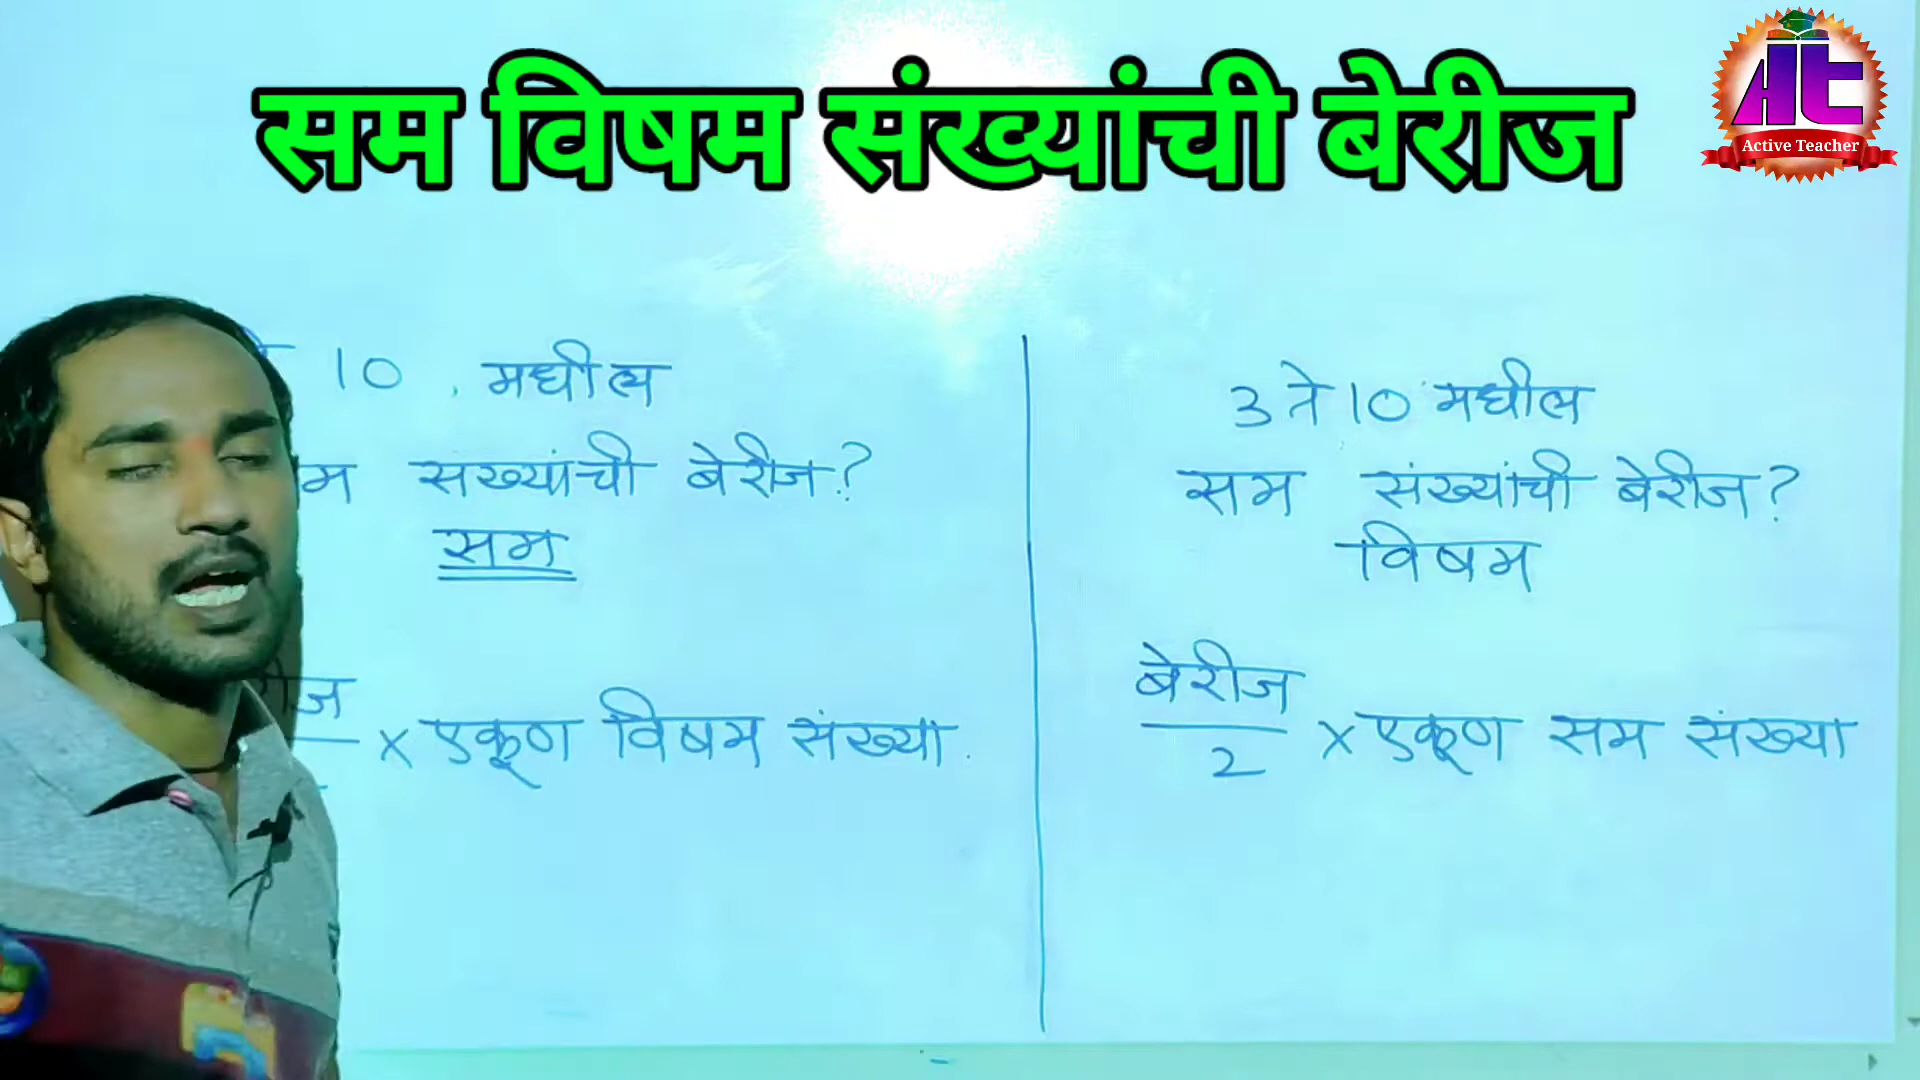 सम विषम संख्यांची बेरीज
Active Teacher
10 . मधील
म सख्यांची बेरीज?
सम
ज
x एकूण विषम संख्या.
3 ते 10 मधील
सम संख्यांची बेरीज?
विषम
बेरीज
2
x एकूण सम संख्या